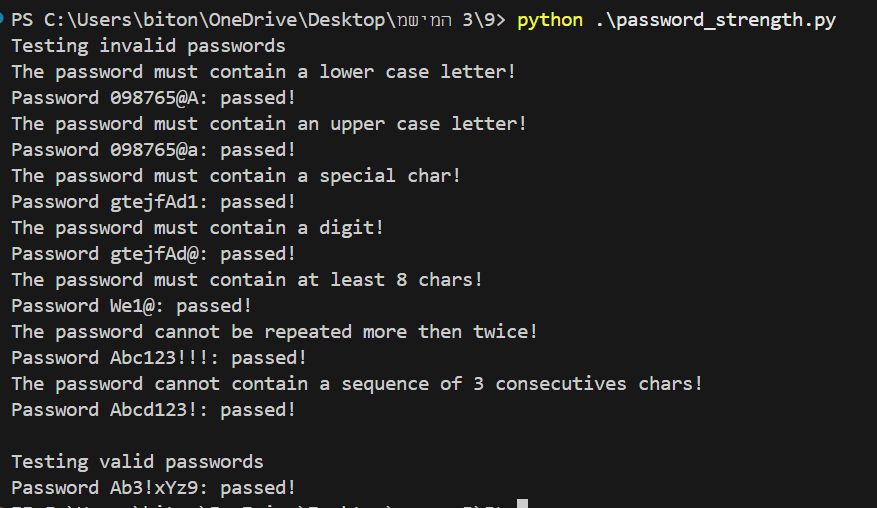 PS C:\Users\biton\OneDrive\Desktop\המישמ 3\9> python .\password_strength.py
Testing invalid passwords
The password must contain a lower case letter!
Password 098765@A: passed!
The password must contain an upper case letter!
Password 098765@a: passed!
The password must contain a special char!
Password gtejfAd1: passed!
The password must contain a digit!
Password gtejfAd@: passed!
The password must contain at least 8 chars!
Password We1@: passed!
The password cannot be repeated more then twice!
Password Abc123!!!: passed!
The password cannot contain a sequence of 3 consecutives chars!
Password Abcd123!: passed!
Testing valid passwords
Password Ab3!xYz9: passed!